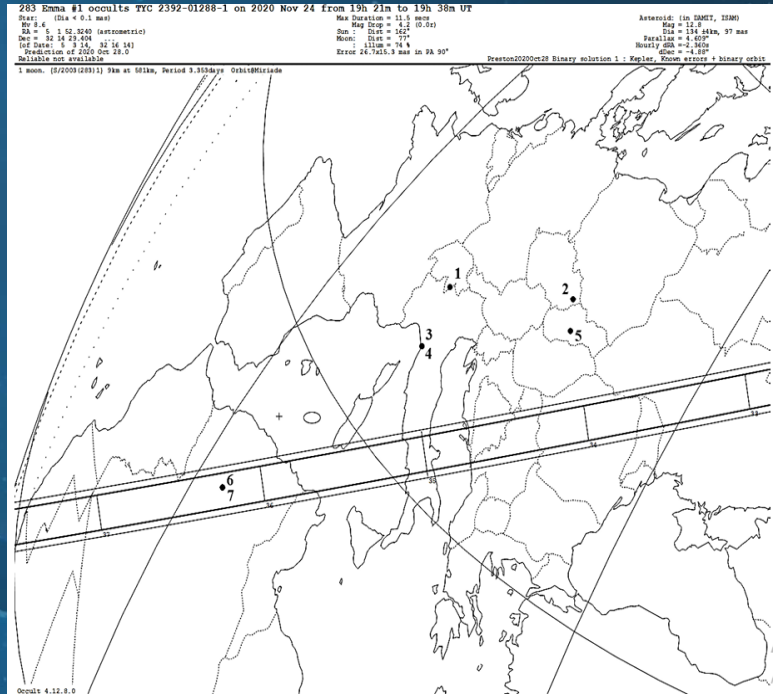 283 Emma #1 occults TYC 2392-01288-1 on 2020 Nov 24 from 19h 21m to 19h 38m UT
Star: (Dia < 0.1 mas)
Mv 8.6
RA = 5 1 52.3240 (astrometric)
Dec = 32 14 29.404 ...
[of Date: 5 3 14, 32 16 14]
Prediction of 2020 Oct 28.0
Reliable not available
Max Duration = 11.5 secs
Mag Drop = 4.2 (0.0r)
Sun : Dist = 162°
Moon: Dist = 77°
: illum = 74 %
Error 26.7x15.3 mas in PA 90°
Asteroid: (in DAMIT, ISAM)
Mag = 12.8
Dia = 134 ±4km, 97 mas
Parallax = 4.609"
Hourly dRA =-2.360s
dDec = -4.88"
Preston2020Oct28 Binary solution 1 : Kepler, Known errors + binary orbit
1 moon. {S/2003(283)1} 9km at 581km, Period 3.353days Orbit@Miriade
1
2
3
4
5
6
7
33
34
35
36
37
Occult 4.12.8.0